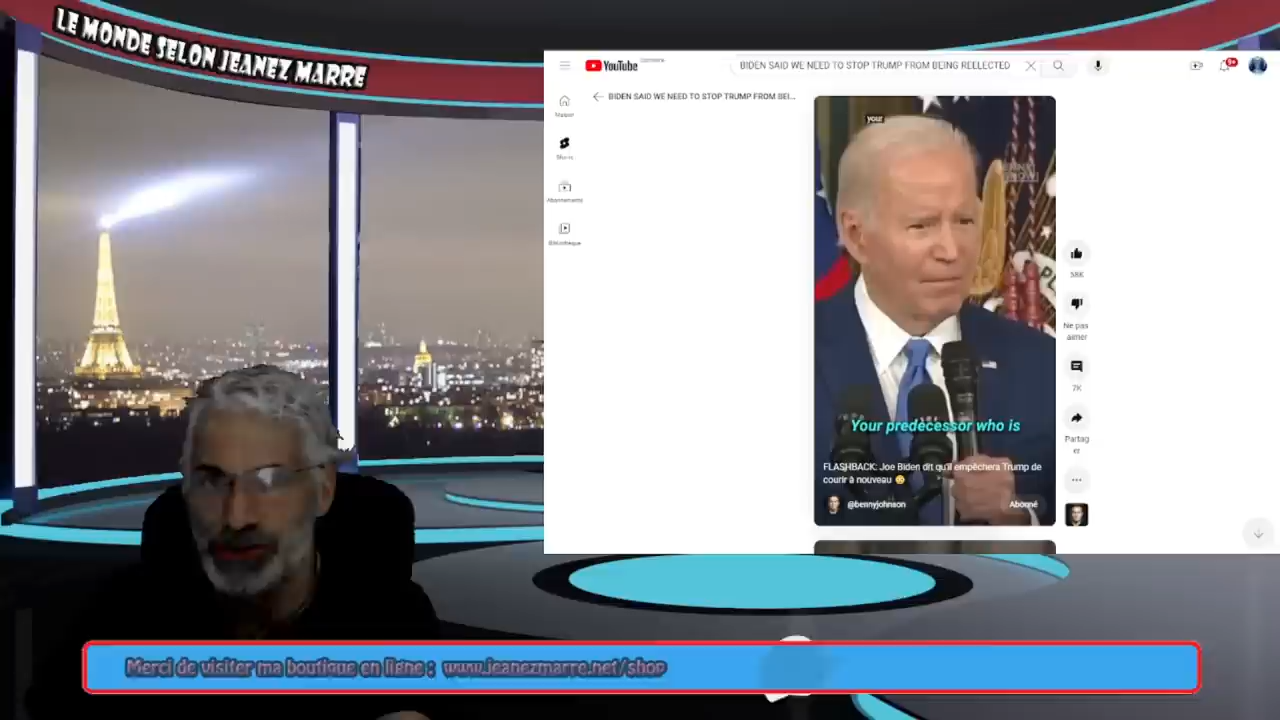 LE MONDE SELON JEANEZ MARRE
YouTube
BIDEN SAID WE NEED TO STOP TRUMP FROM BEING REELECTED
9+
BIDEN SAID WE NEED TO STOP TRUMP FROM BEI...
your
Abonnements
Bibliothèque
58K
Ne pas
aimer
7K
Partag
er
Your predecessor who is
FLASHBACK: Joe Biden dit qu'il empêchera Trump de
courir à nouveau
@bennyjohnson
Abonné
Merci de visiter ma boutique en ligne : www.jeanezmarre.net/shop